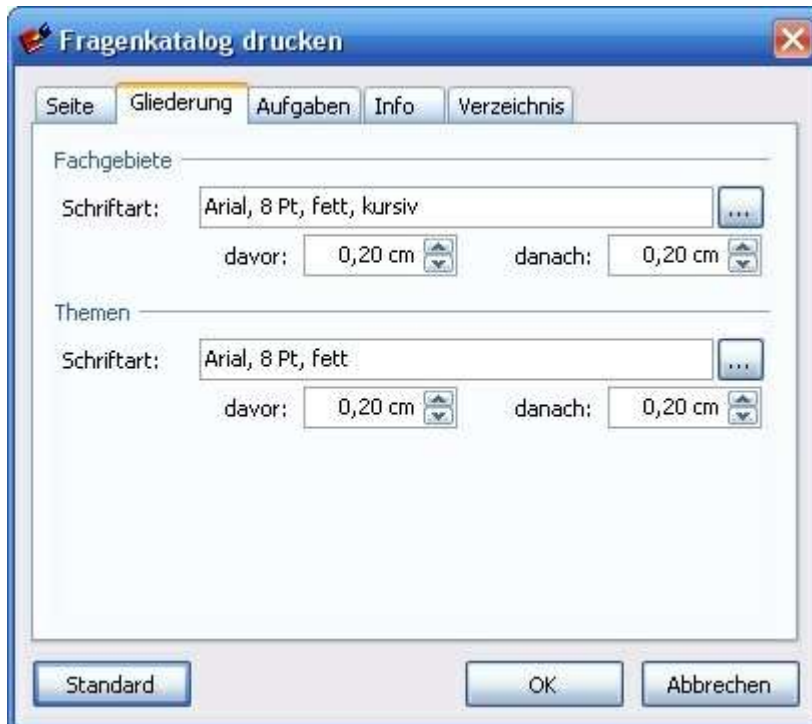 Fragenkatalog drucken
Seite Gliederung Aufgaben Info Verzeichnis
Fachgebiete
Schriftart: Arial, 8 Pt, fett, kursiv ...
davor: 0,20 cm danach: 0,20 cm
Themen
Schriftart: Arial, 8 Pt, fett ...
davor: 0,20 cm danach: 0,20 cm
Standard OK Abbrechen